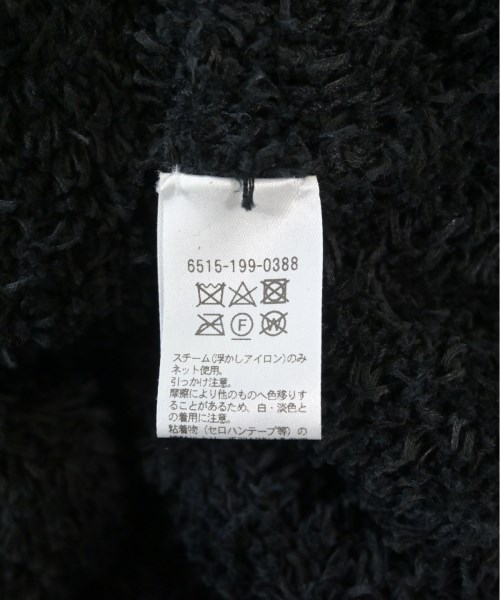 6515-199-0388
F W
スチーム(浮かしアイロン)のみ
ネット使用。
引っかけ注意。
摩擦により他のものへ色移りす
ることがあるため、白・淡色と
の着用に注意。
粘着物(セロハンテープ等)の